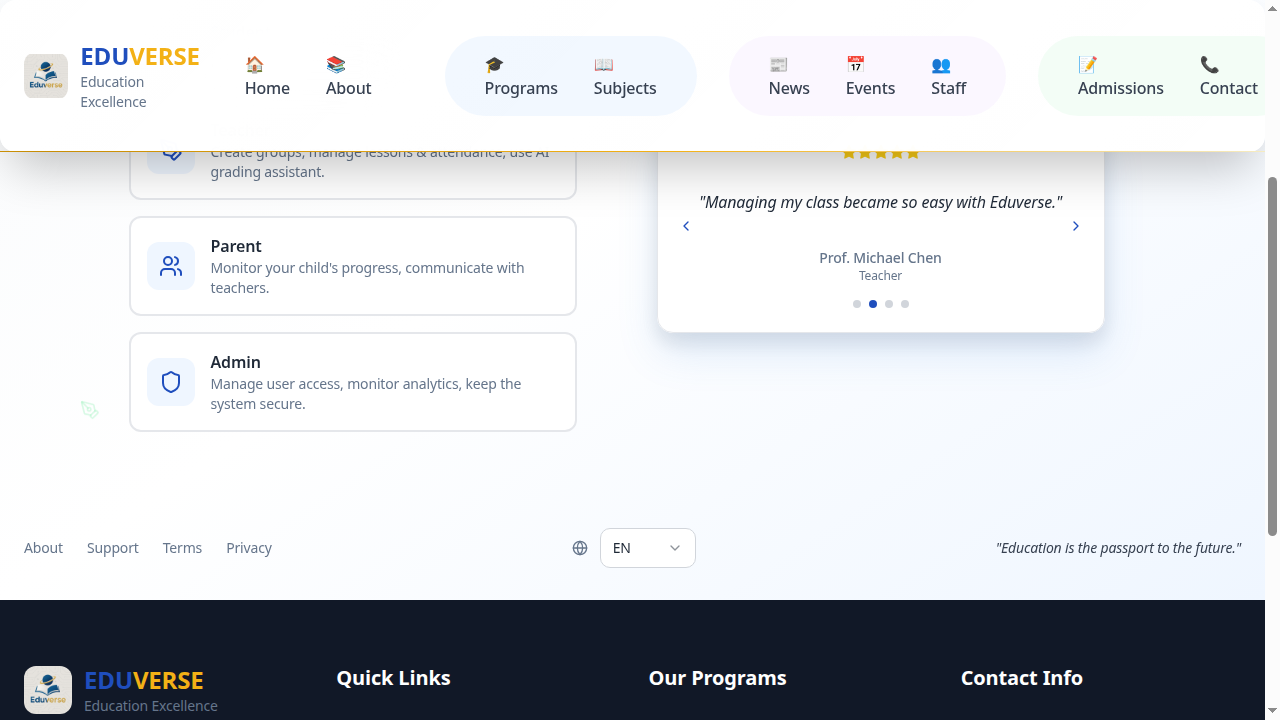 EDUVERSE
Education
Excellence
🏠
Home
📚
About
🎓
Programs
📖
Subjects
📰
News
📅
Events
👥
Staff
📝
Admissions
📞
Contact
Create groups, manage lessons & attendance, use AI
grading assistant.
Parent
Monitor your child's progress, communicate with
teachers.
Admin
Manage user access, monitor analytics, keep the
system secure.
"Managing my class became so easy with Eduverse."
Prof. Michael Chen
Teacher
About
Support
Terms
Privacy
EN
"Education is the passport to the future."
Eduverse
EDUVERSE
Education Excellence
Quick Links
Our Programs
Contact Info